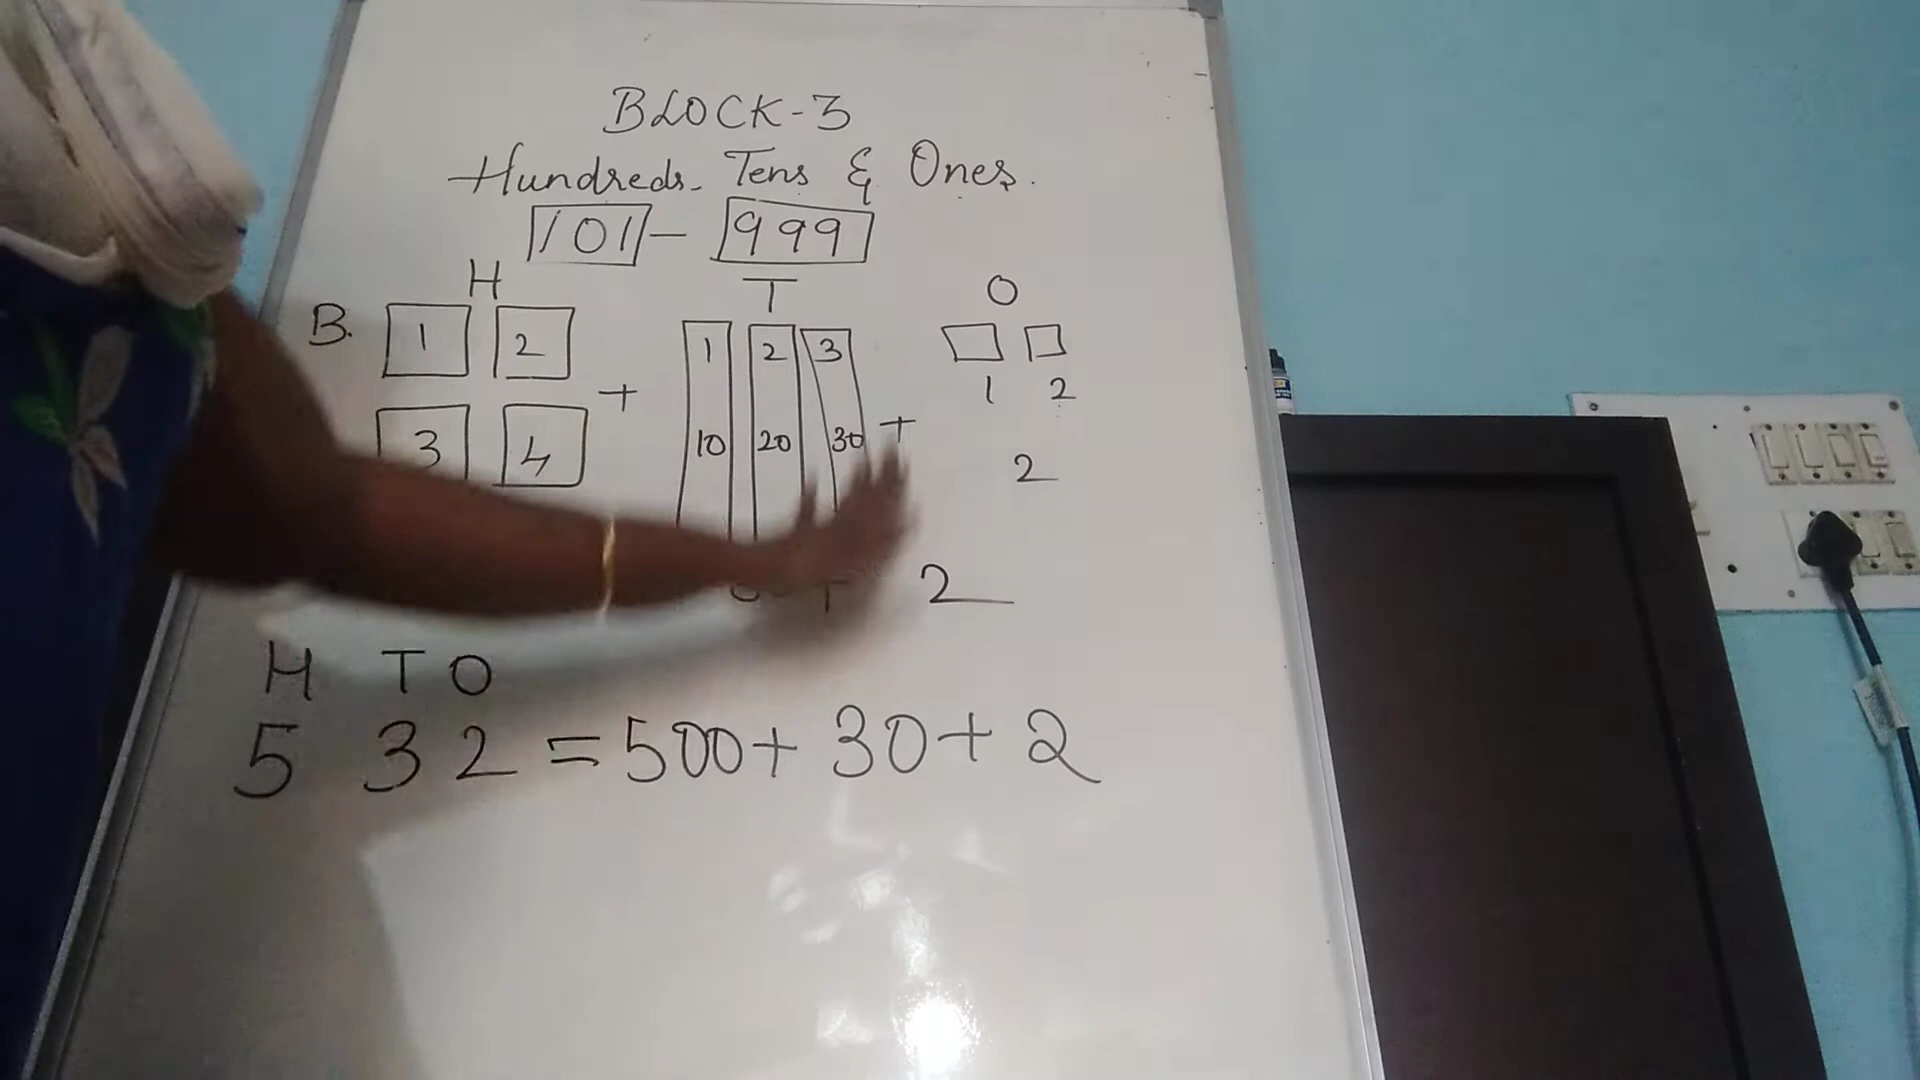 BLOCK-3
Hundreds. Tens & Ones.
101 - 999
H T O
B. 1 2 + 1 2 3
10 20 30 + 1 2
3 4 2
2
H T O
5 3 2 = 500 + 30 + 2